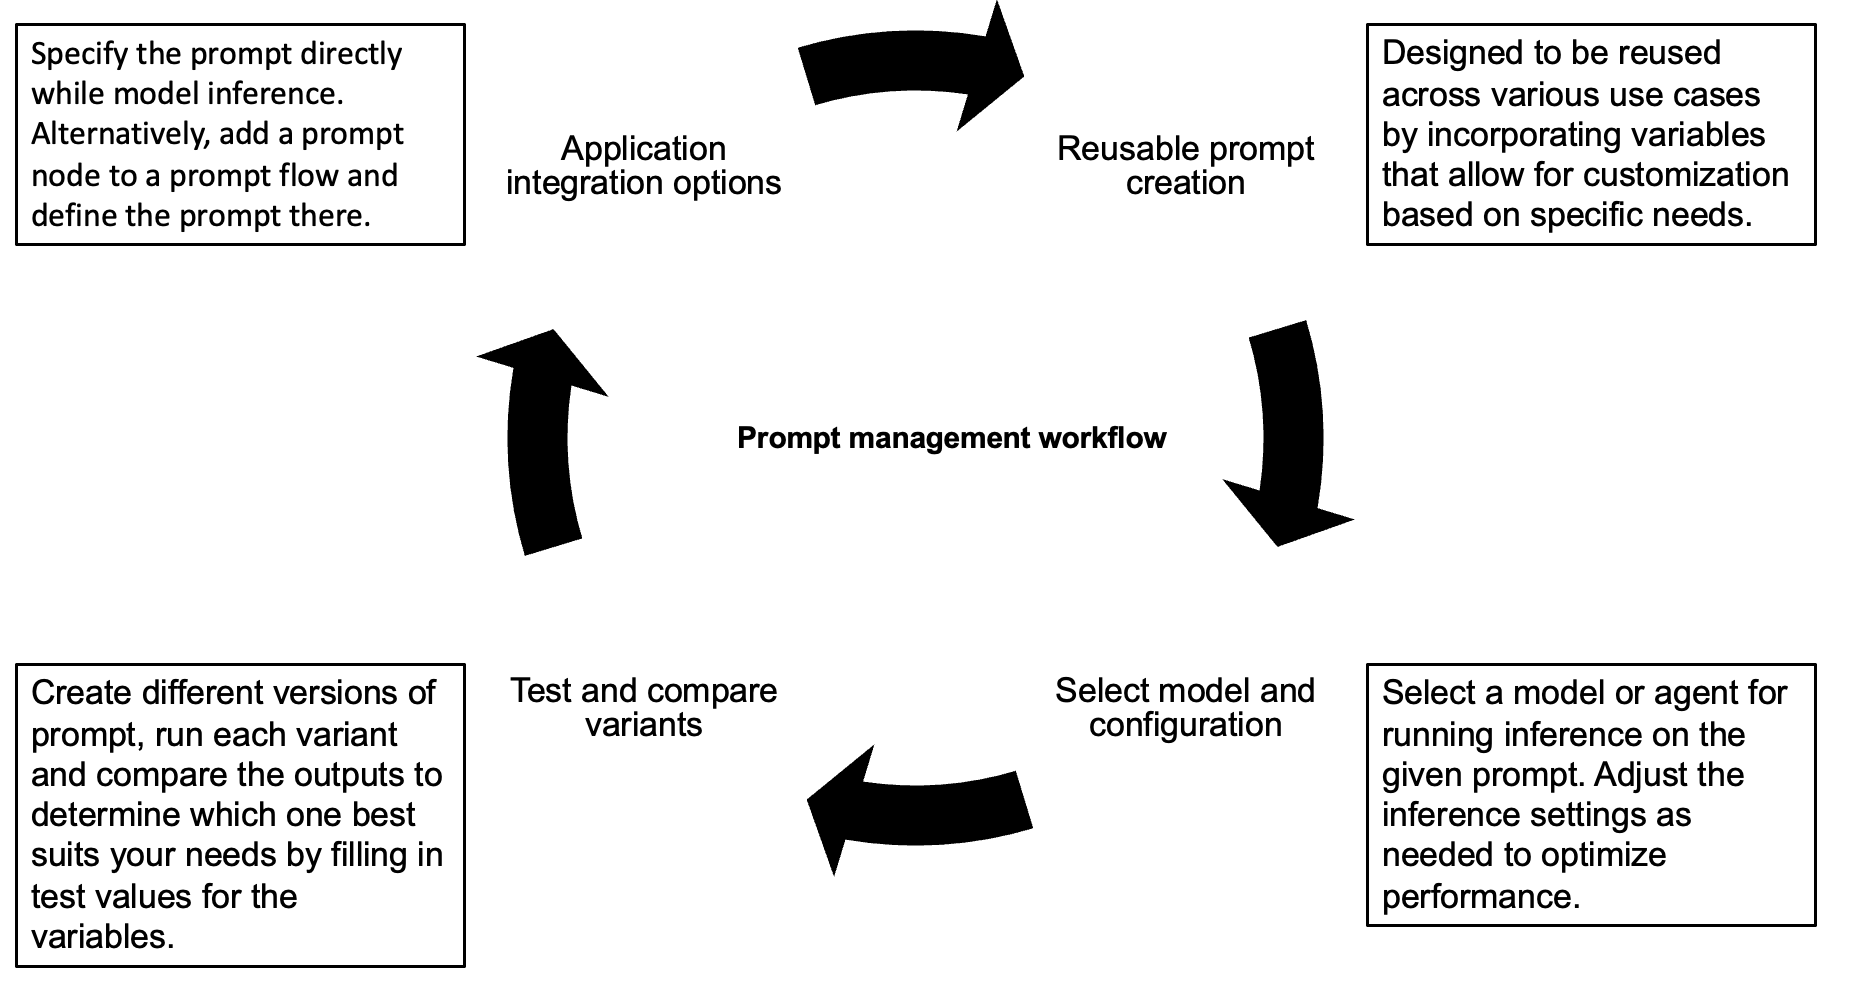 Specify the prompt directly
while model inference.
Alternatively, add a prompt
node to a prompt flow and
define the prompt there.
Application
integration options
Reusable prompt
creation
Designed to be reused
across various use cases
by incorporating variables
that allow for customization
based on specific needs.
Prompt management workflow
Create different versions of
prompt, run each variant
and compare the outputs to
determine which one best
suits your needs by filling in
test values for the
variables.
Test and compare
variants
Select model and
configuration
Select a model or agent for
running inference on the
given prompt. Adjust the
inference settings as
needed to optimize
performance.